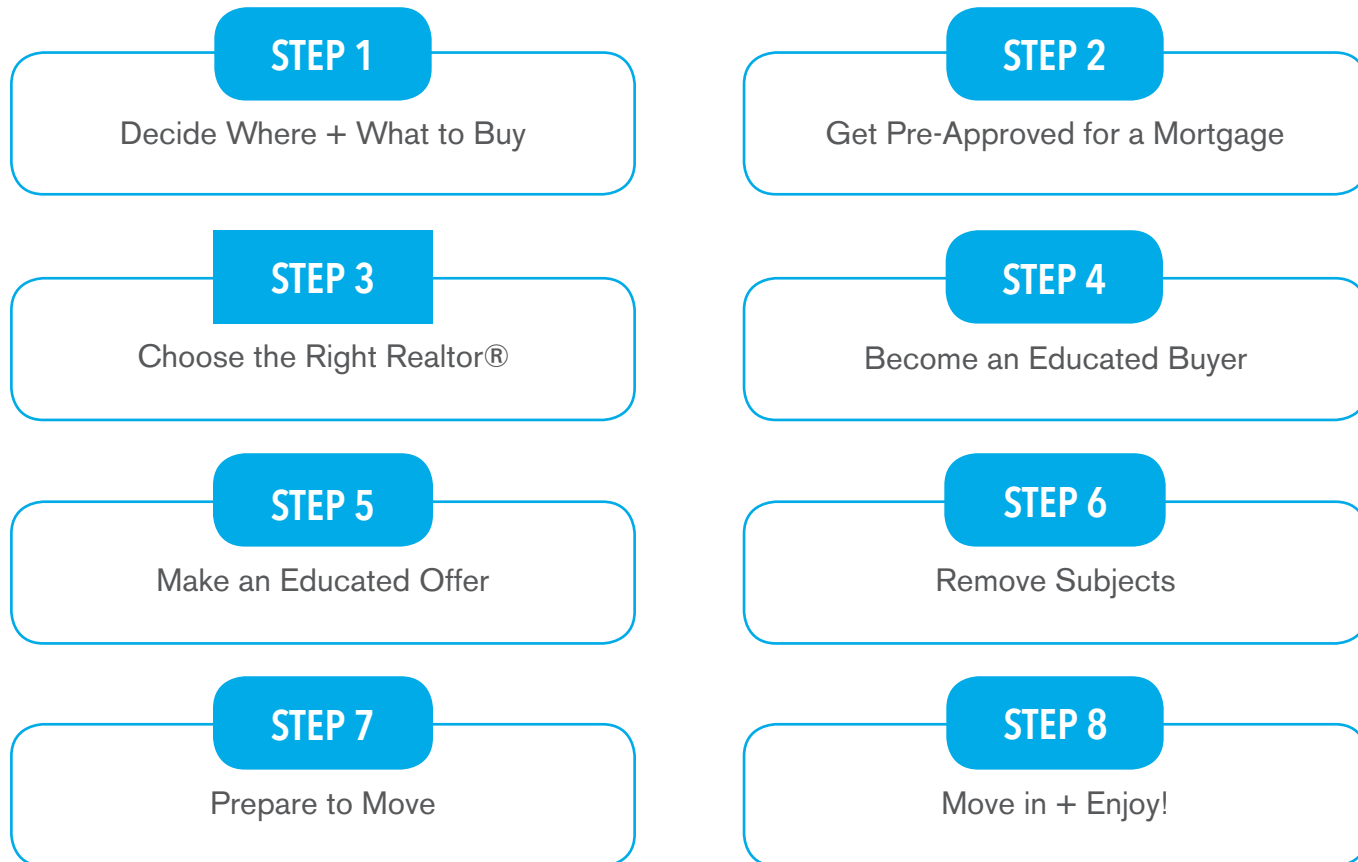 STEP 1
Decide Where + What to Buy
STEP 2
Get Pre-Approved for a Mortgage
STEP 3
Choose the Right Realtor®
STEP 4
Become an Educated Buyer
STEP 5
Make an Educated Offer
STEP 6
Remove Subjects
STEP 7
Prepare to Move
STEP 8
Move in + Enjoy!